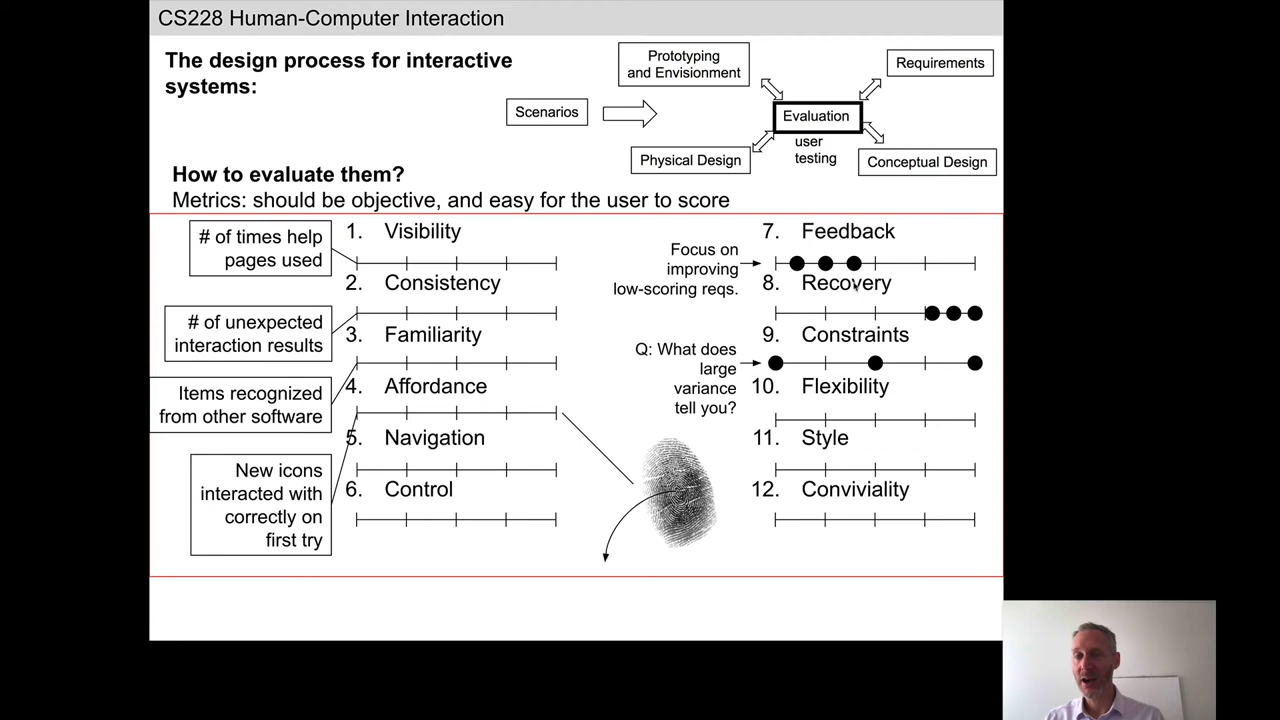 CS228 Human-Computer Interaction
The design process for interactive
systems:
Scenarios
Prototyping
and Envisionment
Requirements
Evaluation
user
testing
Physical Design
Conceptual Design
How to evaluate them?
Metrics: should be objective, and easy for the user to score
# of times help
pages used
# of unexpected
interaction results
Items recognized
from other software
New icons
interacted with
correctly on
first try
1. Visibility
2. Consistency
3. Familiarity
4. Affordance
5. Navigation
6. Control
Focus on
improving
low-scoring reqs.
Q: What does
large
variance
tell you?
7. Feedback
8. Recovery
9. Constraints
10. Flexibility
11. Style
12. Conviviality